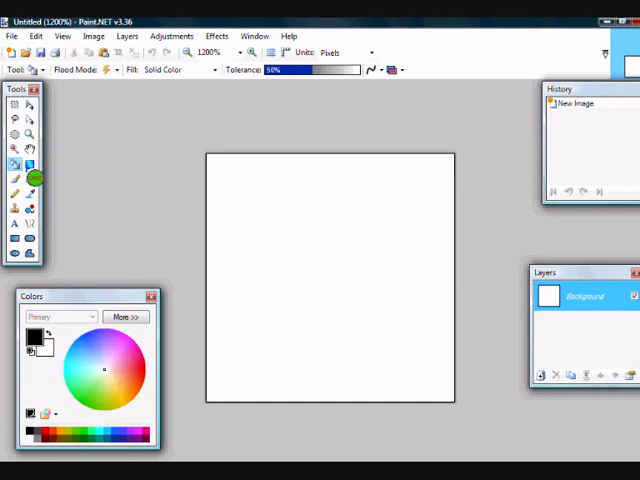 Untitled (1200%) - Paint.NET v3.36
File Edit View Image Layers Adjustments Effects Window Help
1200% Units: Pixels
Tool: Flood Mode: Fill: Solid Color Tolerance: 50%
Tools
History
New Image
Layers
Background
Colors
Primary More >>